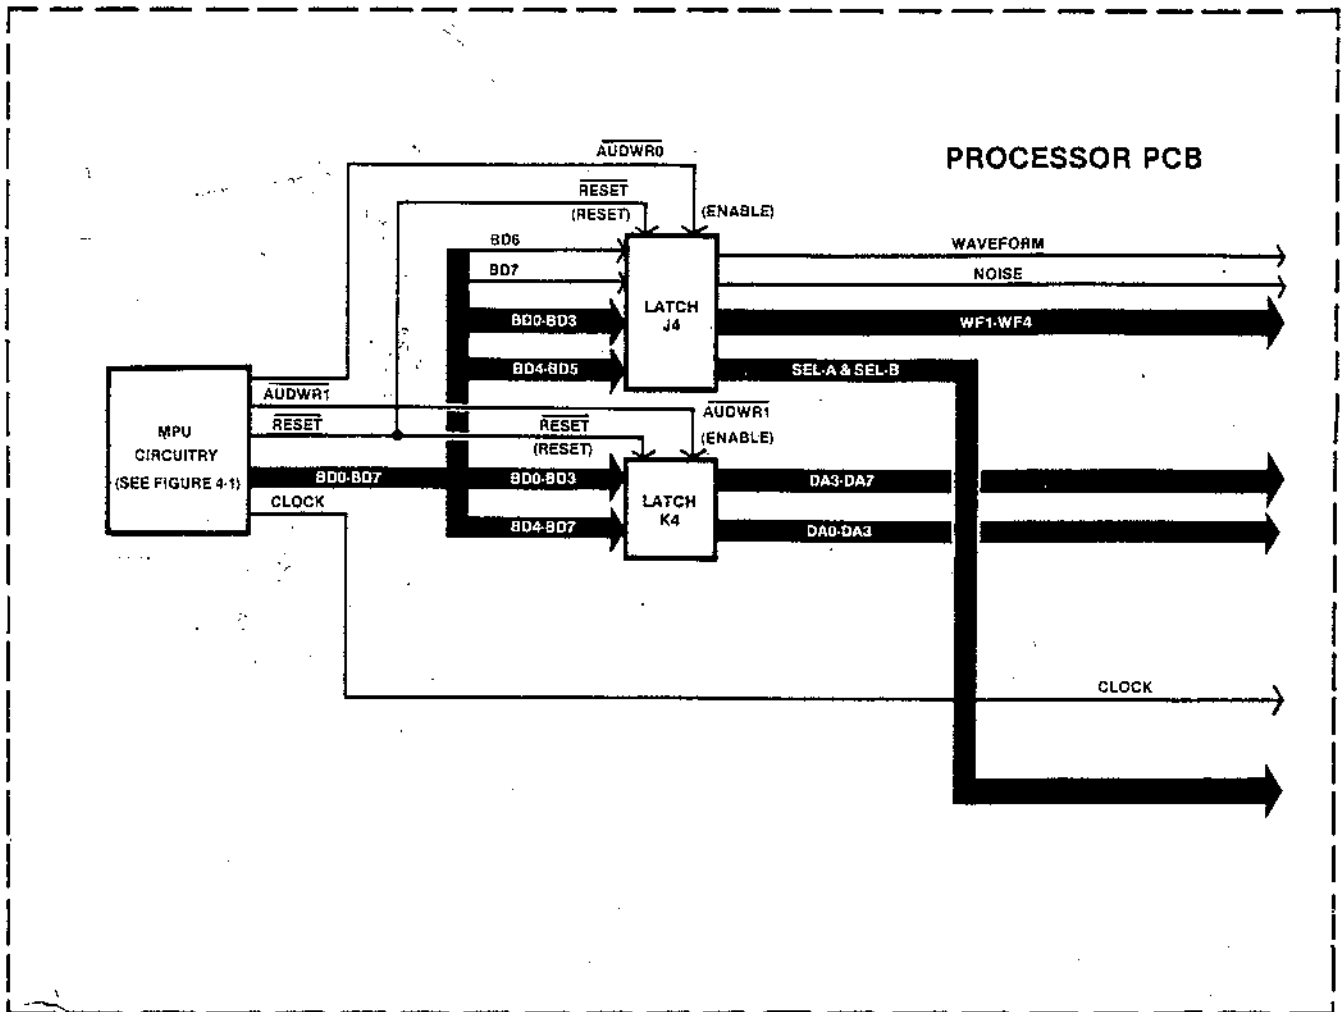 AUDWR0
PROCESSOR PCB
RESET
(RESET)
(ENABLE)
BD6
WAVEFORM
BD7
NOISE
LATCH
J4
BD0-BD3
WF1-WF4
BD4-BD5
SEL-A & SEL-B
AUDWR1
AUDWR1
RESET
RESET
(RESET)
(ENABLE)
MPU
CIRCUITRY
(SEE FIGURE 4-1)
BD0-BD7
BD0-BD3
LATCH
K4
DA3-DA7
CLOCK
BD4-BD7
DA0-DA3
CLOCK